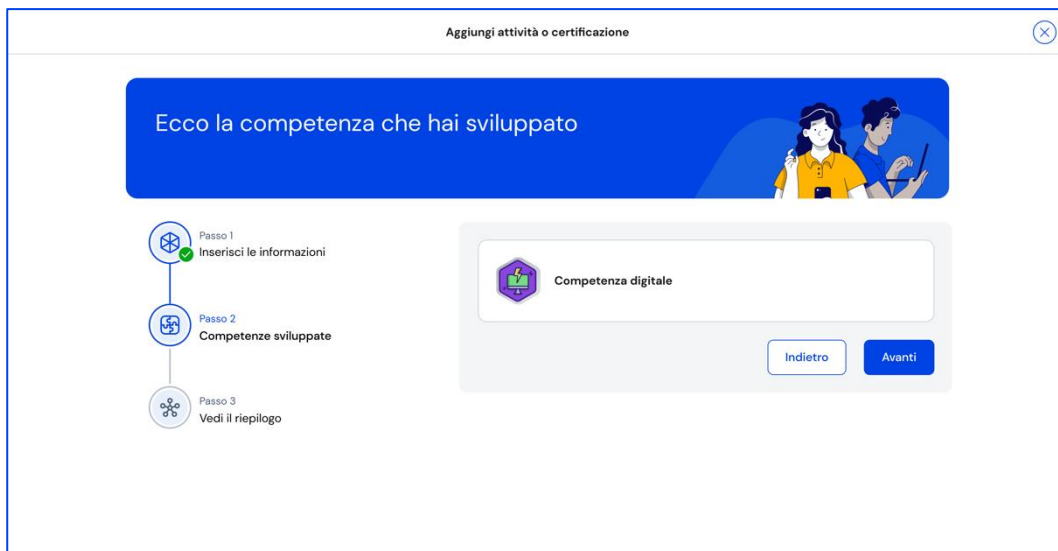 Aggiungi attività o certificazione
Ecco la competenza che hai sviluppato
Passo 1
Inserisci le informazioni
Passo 2
Competenze sviluppate
Passo 3
Vedi il riepilogo
Competenza digitale
Indietro
Avanti